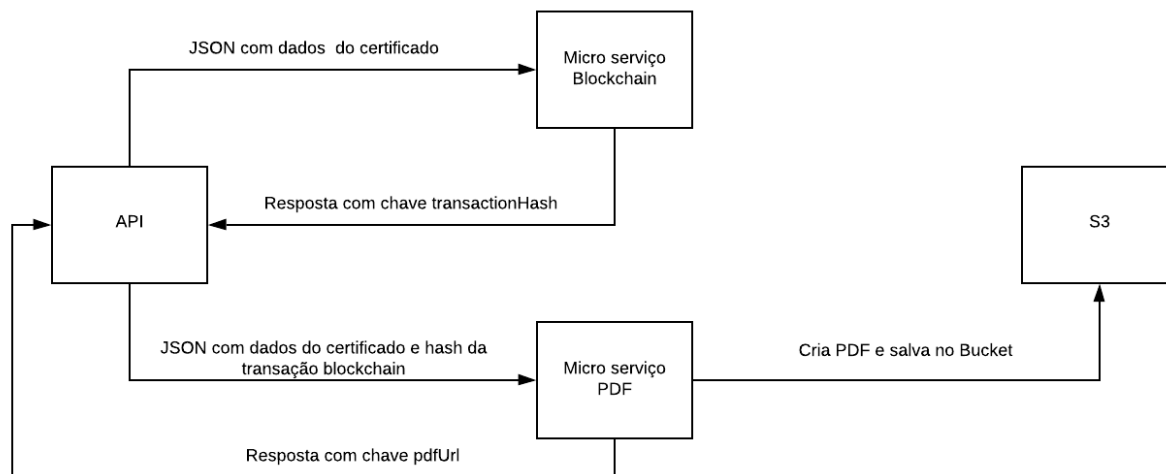 JSON com dados do certificado
Micro serviço
Blockchain
Resposta com chave transactionHash
API
S3
JSON com dados do certificado e hash da
transação blockchain
Micro serviço
PDF
Cria PDF e salva no Bucket
Resposta com chave pdfUrl